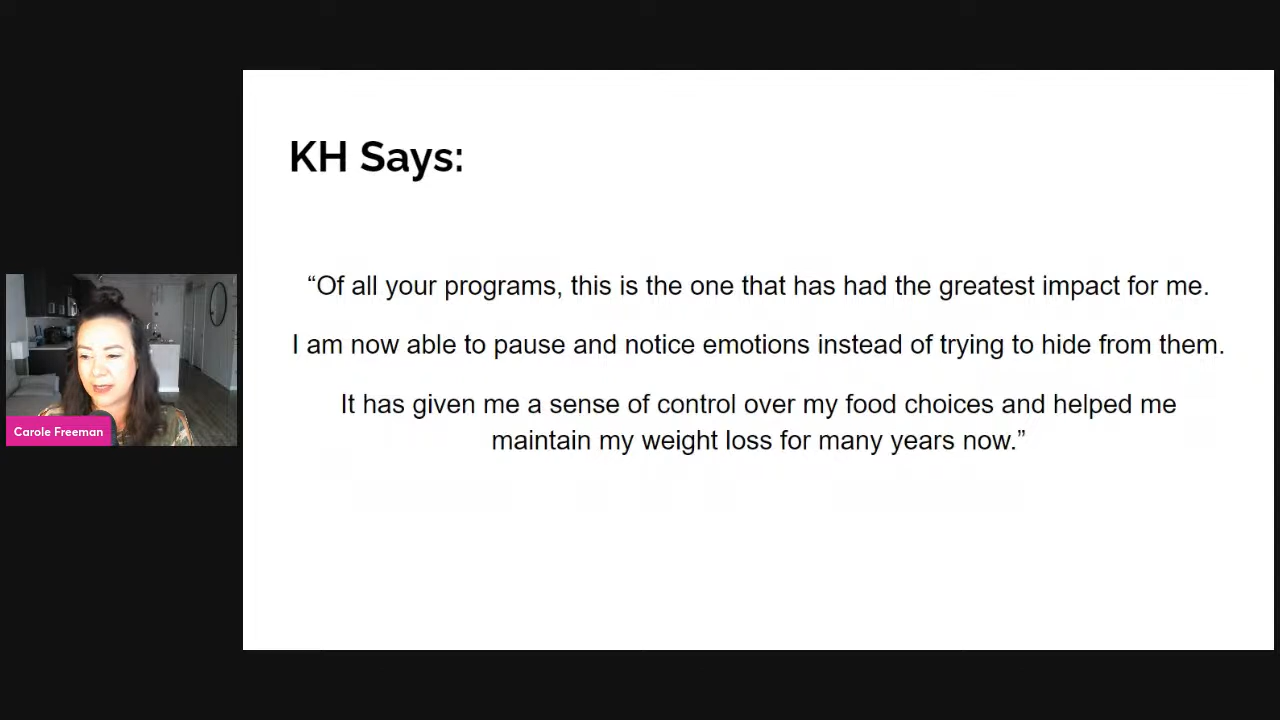 KH Says:
“Of all your programs, this is the one that has had the greatest impact for me.
I am now able to pause and notice emotions instead of trying to hide from them.
It has given me a sense of control over my food choices and helped me
maintain my weight loss for many years now.”
Carole Freeman